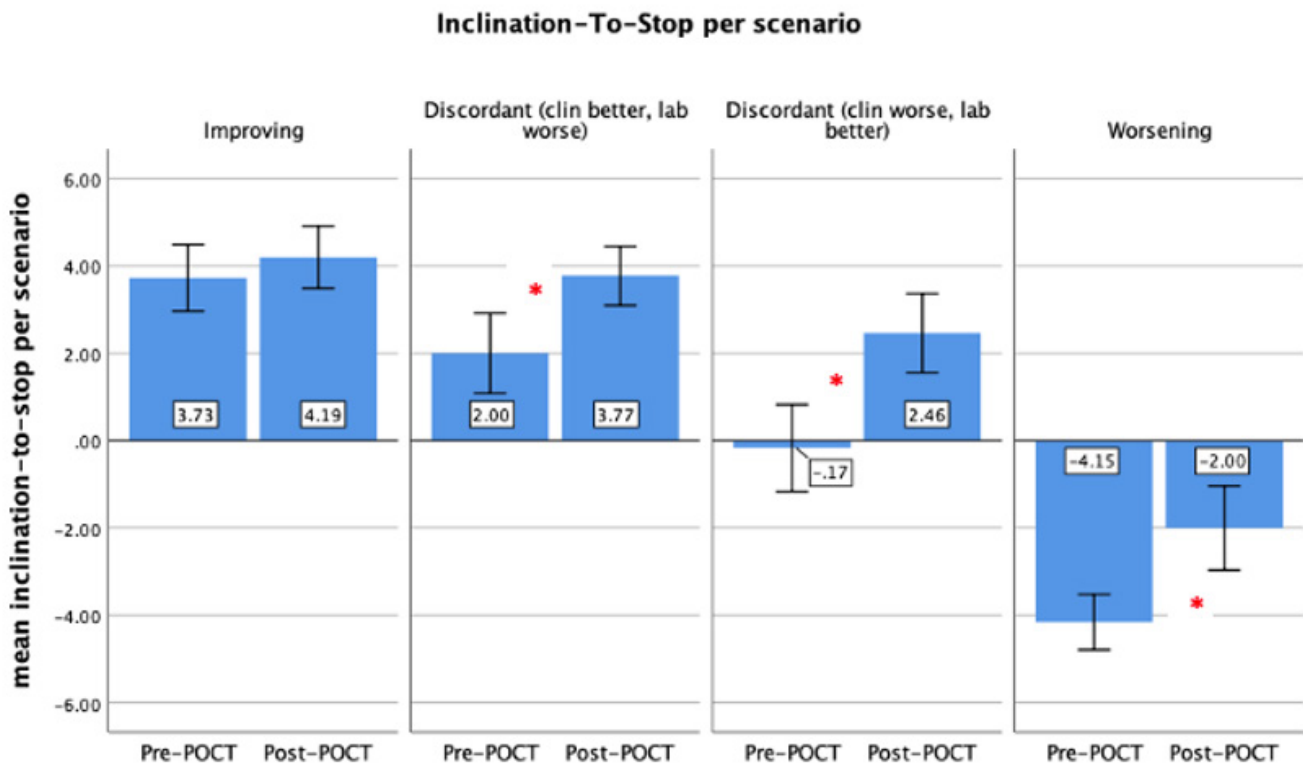 Inclination-To-Stop per scenario
Improving
Discordant (clin better, lab
worse)
Discordant (clin worse, lab
better)
Worsening
mean inclination-to-stop per scenario
6.00
4.00
2.00
.00
-2.00
-4.00
-6.00
3.73
4.19
*
2.00
3.77
*
-.17
2.46
-4.15
-2.00
*
Pre-POCT Post-POCT Pre-POCT Post-POCT Pre-POCT Post-POCT Pre-POCT Post-POCT